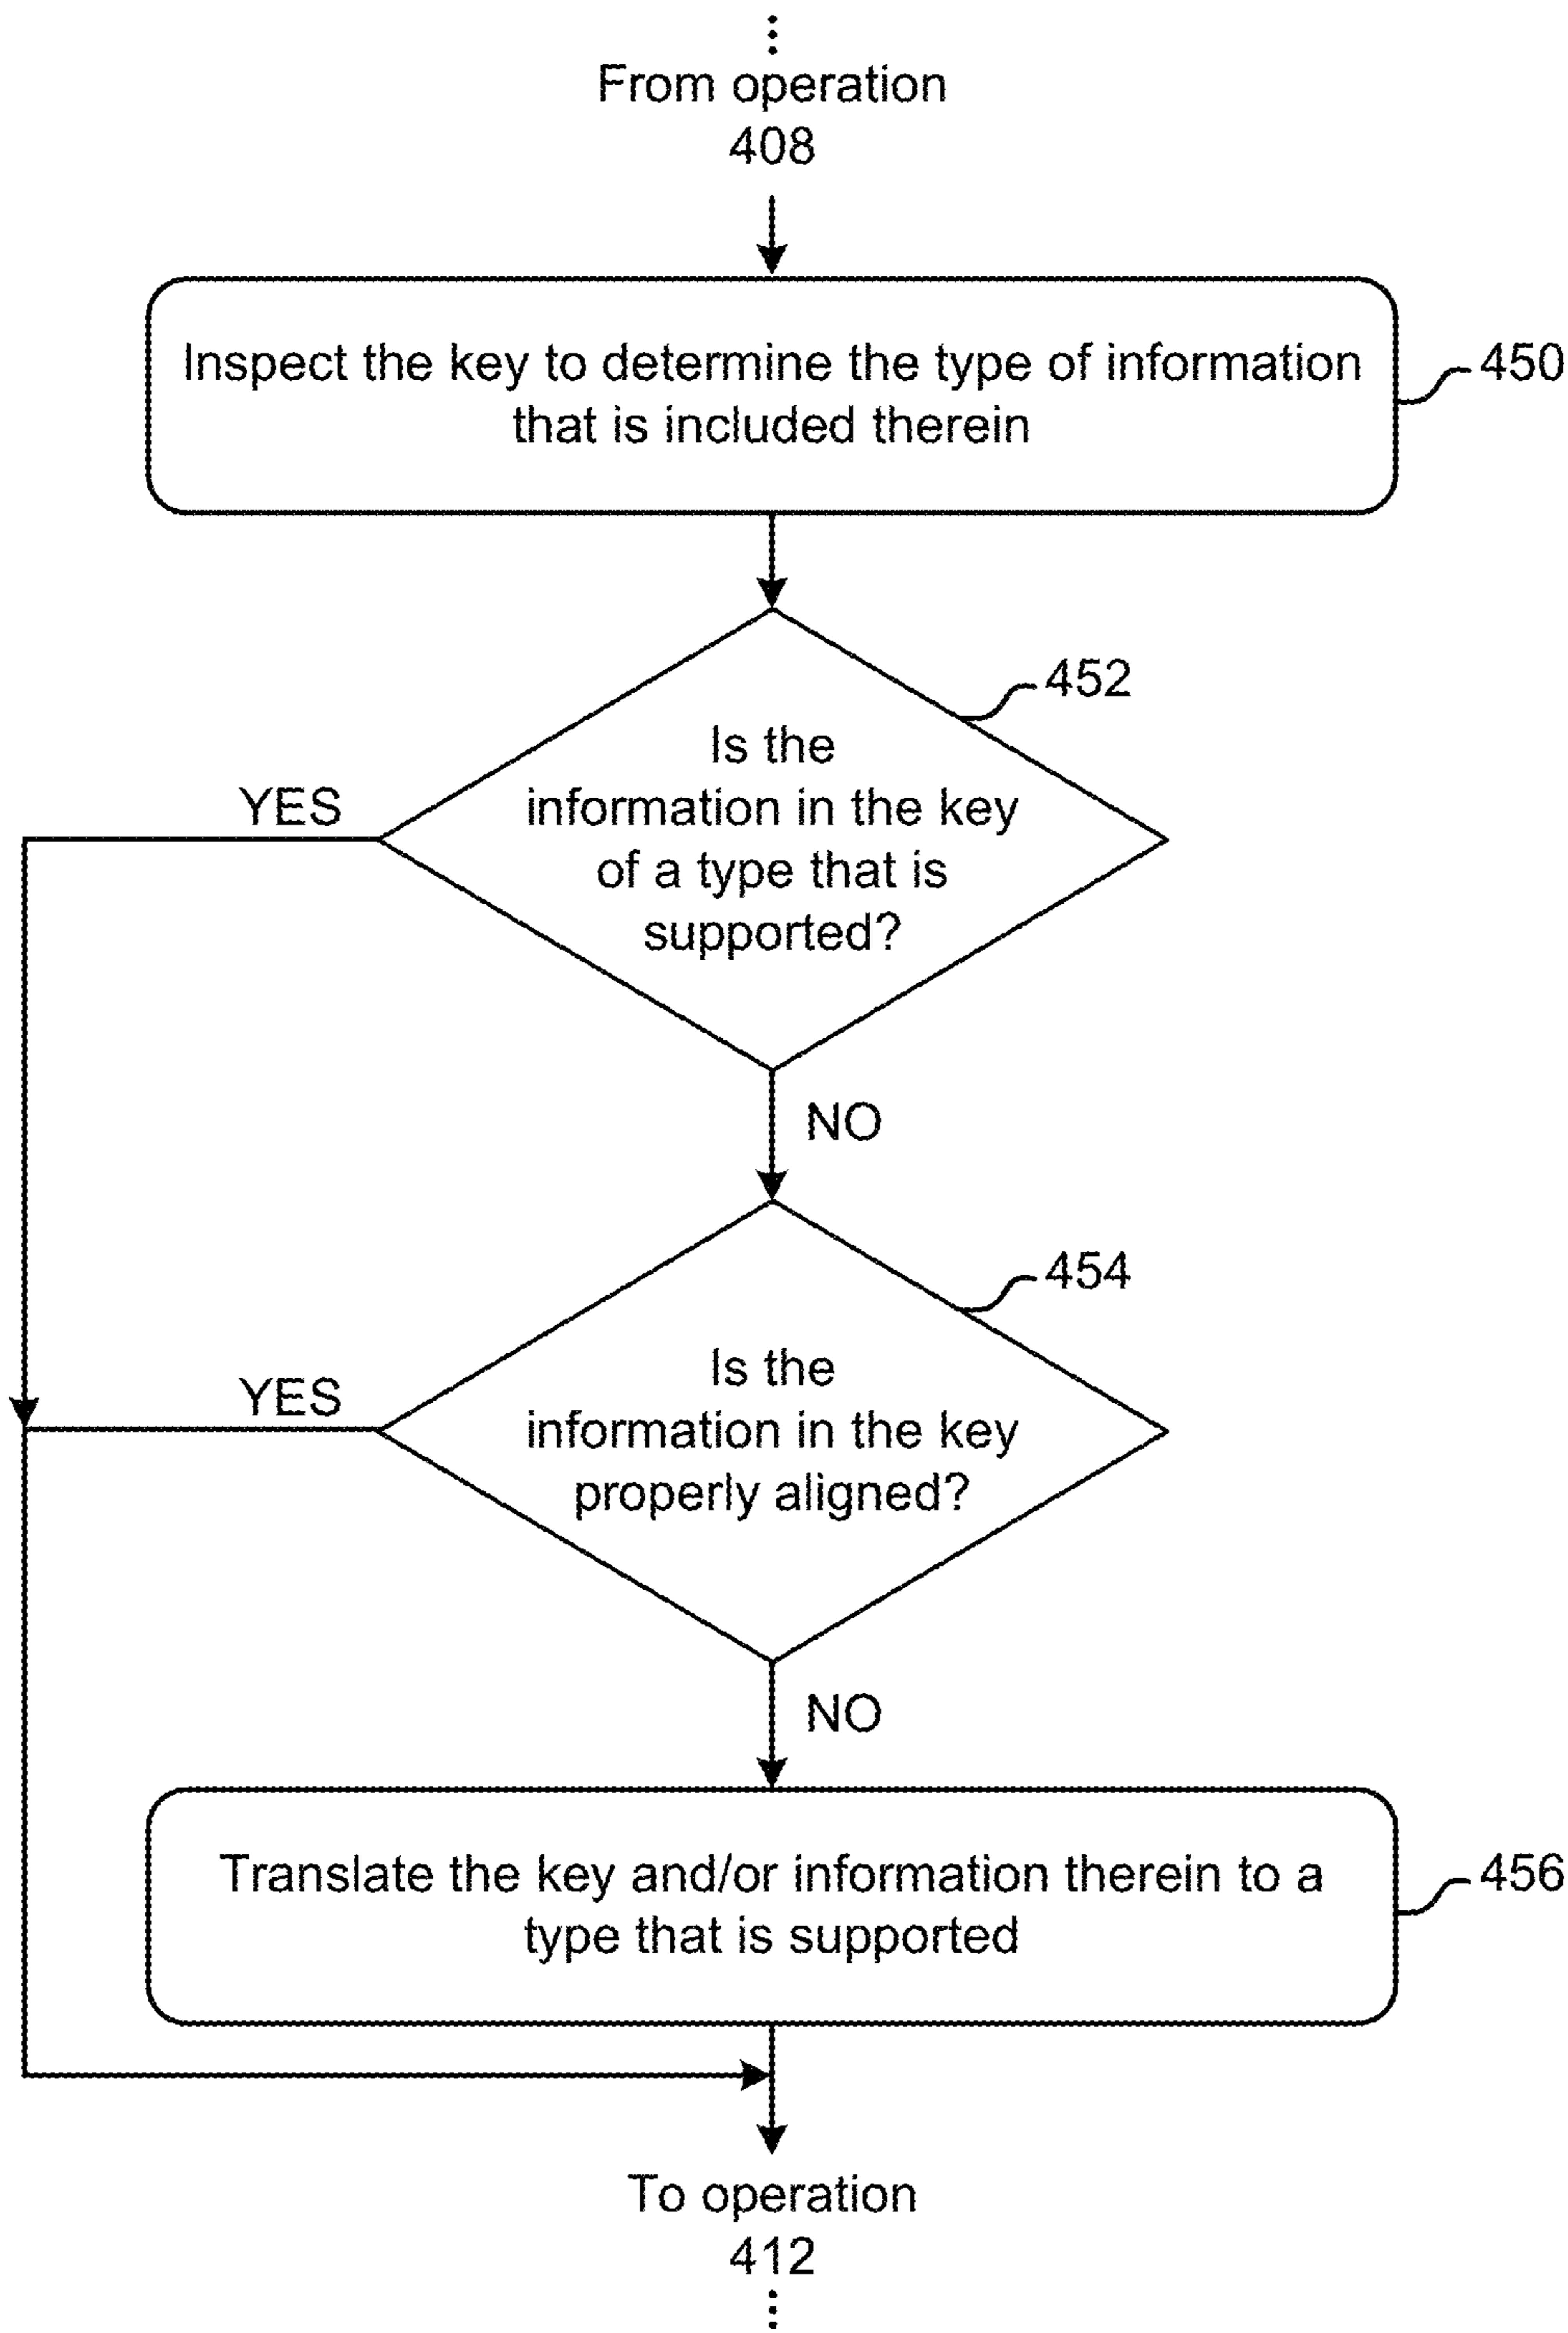 From operation
408
Inspect the key to determine the type of information
that is included therein
450
452
Is the
information in the key
of a type that is
supported?
YES
NO
454
Is the
information in the key
properly aligned?
YES
NO
Translate the key and/or information therein to a
type that is supported
456
To operation
412